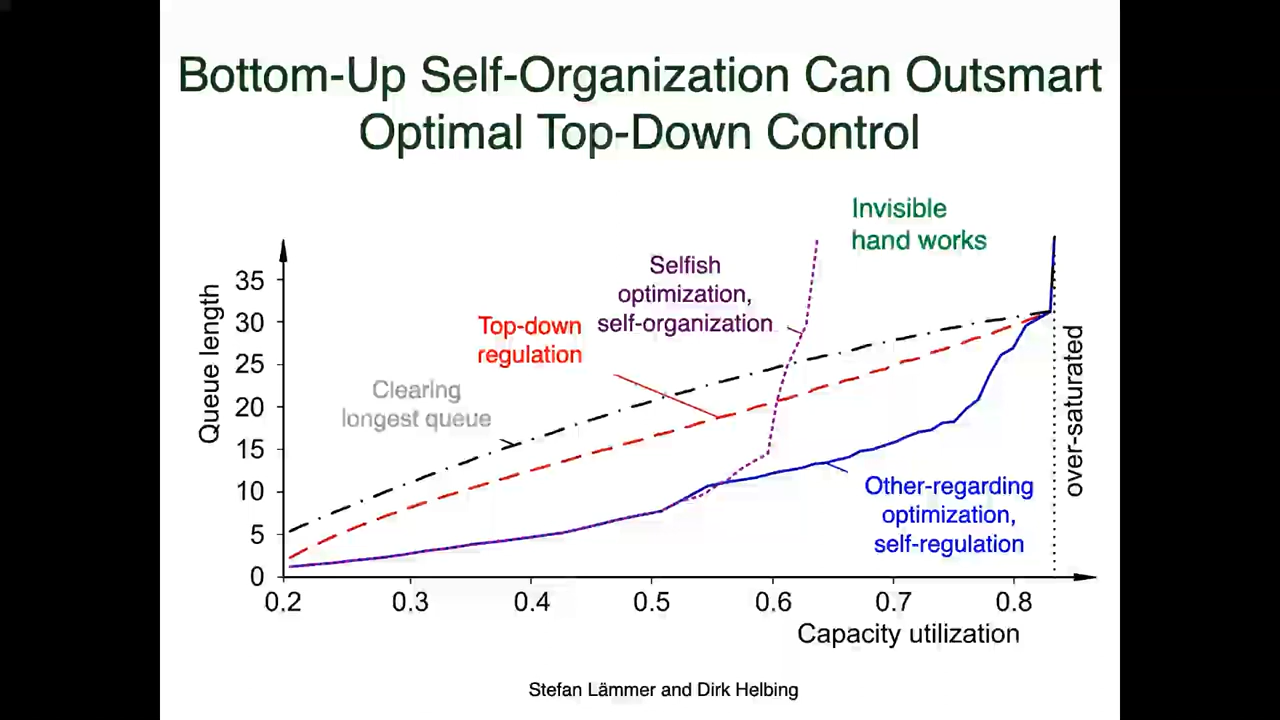 Bottom-Up Self-Organization Can Outsmart
Optimal Top-Down Control
Invisible
hand works
Selfish
optimization,
self-organization
Top-down
regulation
Clearing
longest queue
Other-regarding
optimization,
self-regulation
over-saturated
Queue length
35
30
25
20
15
10
5
0
0.2
0.3
0.4
0.5
0.6
0.7
0.8
Capacity utilization
Stefan Lämmer and Dirk Helbing